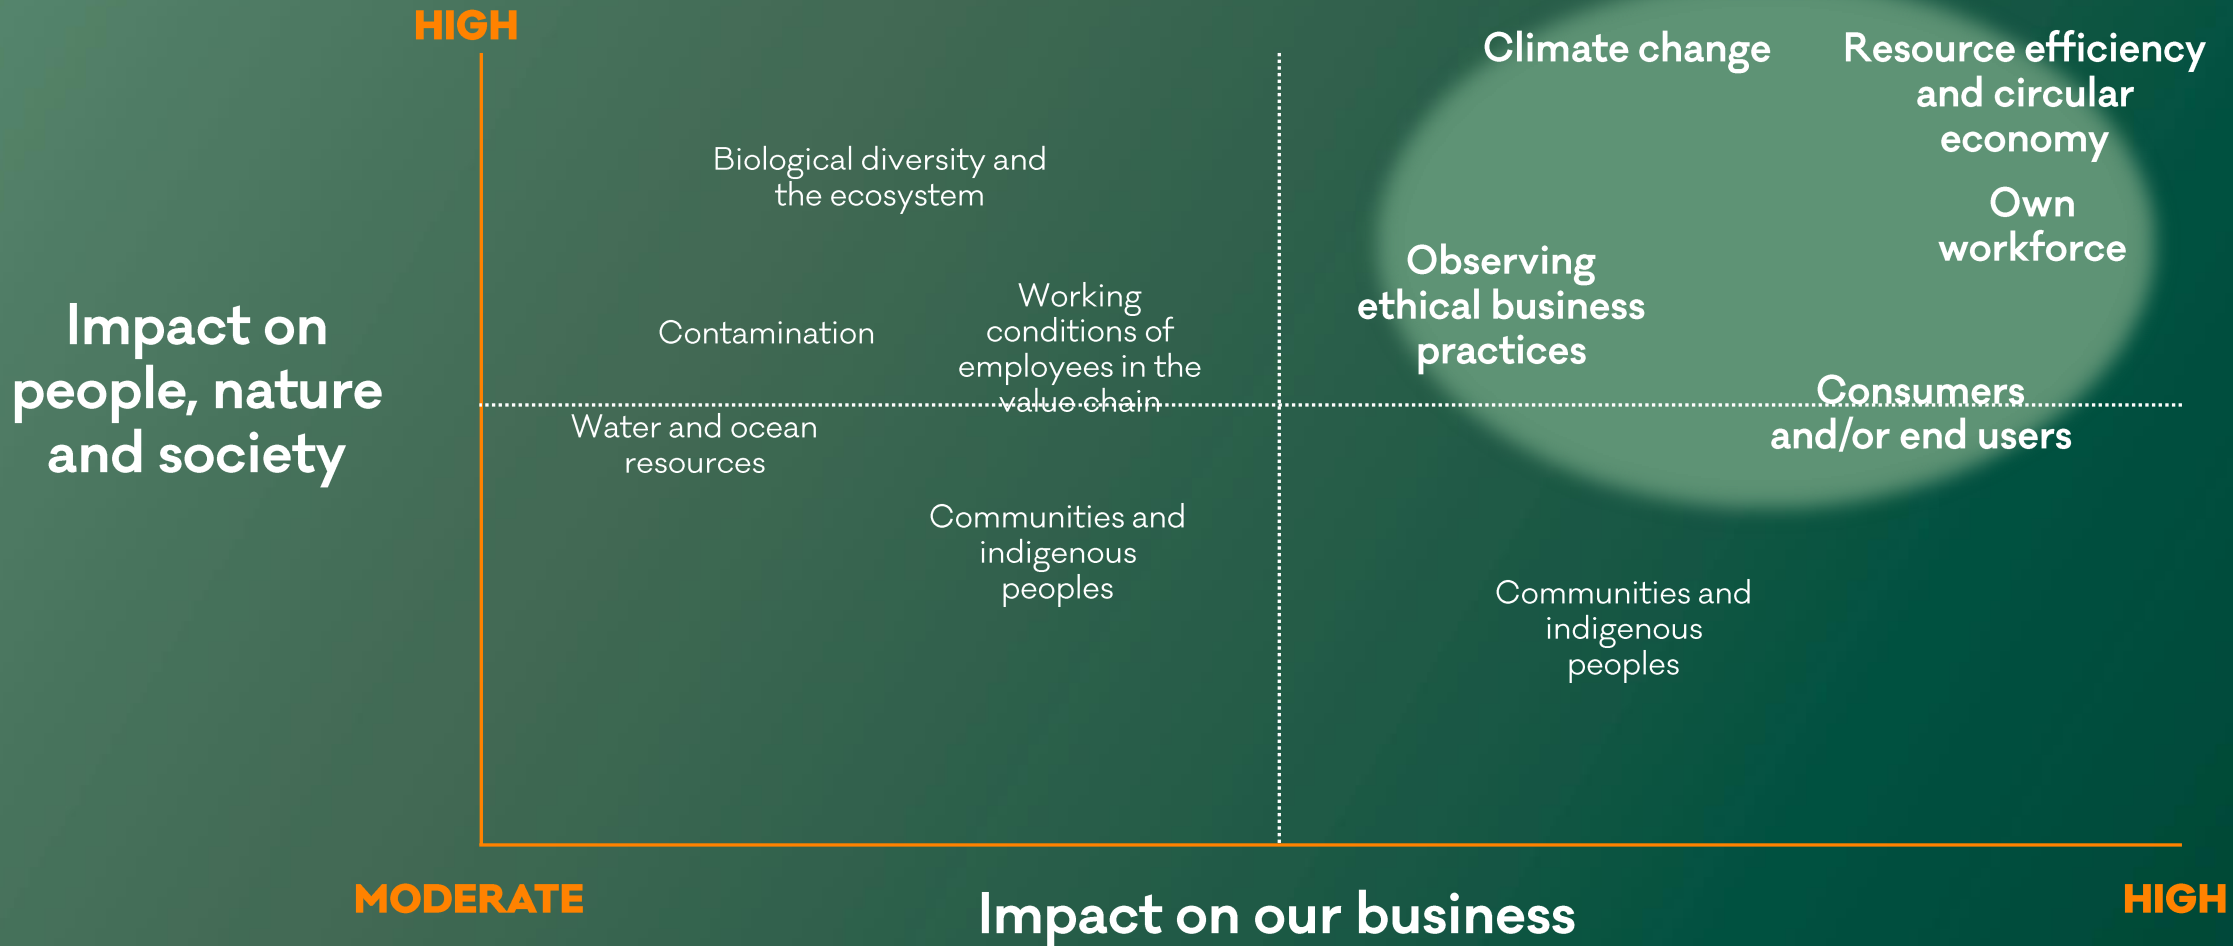 HIGH
Climate change
Resource efficiency
and circular
economy
Biological diversity and
the ecosystem
Own
workforce
Observing
ethical business
practices
Working
conditions of
employees in the
value chain
Contamination
Impact on
people, nature
and society
Consumers
and/or end users
Water and ocean
resources
Communities and
indigenous
peoples
Communities and
indigenous
peoples
MODERATE
Impact on our business
HIGH